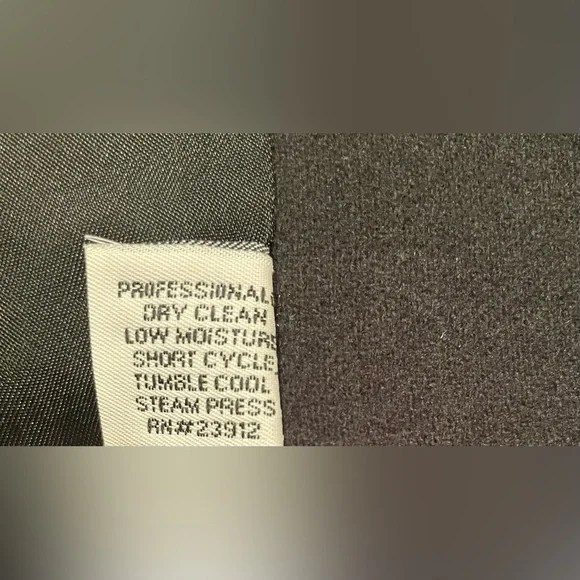 PROFESSIONAL
DRY CLEAN
LOW MOISTURE
SHORT CYCLE
TUMBLE COOL
STEAM PRESS
RN#23912